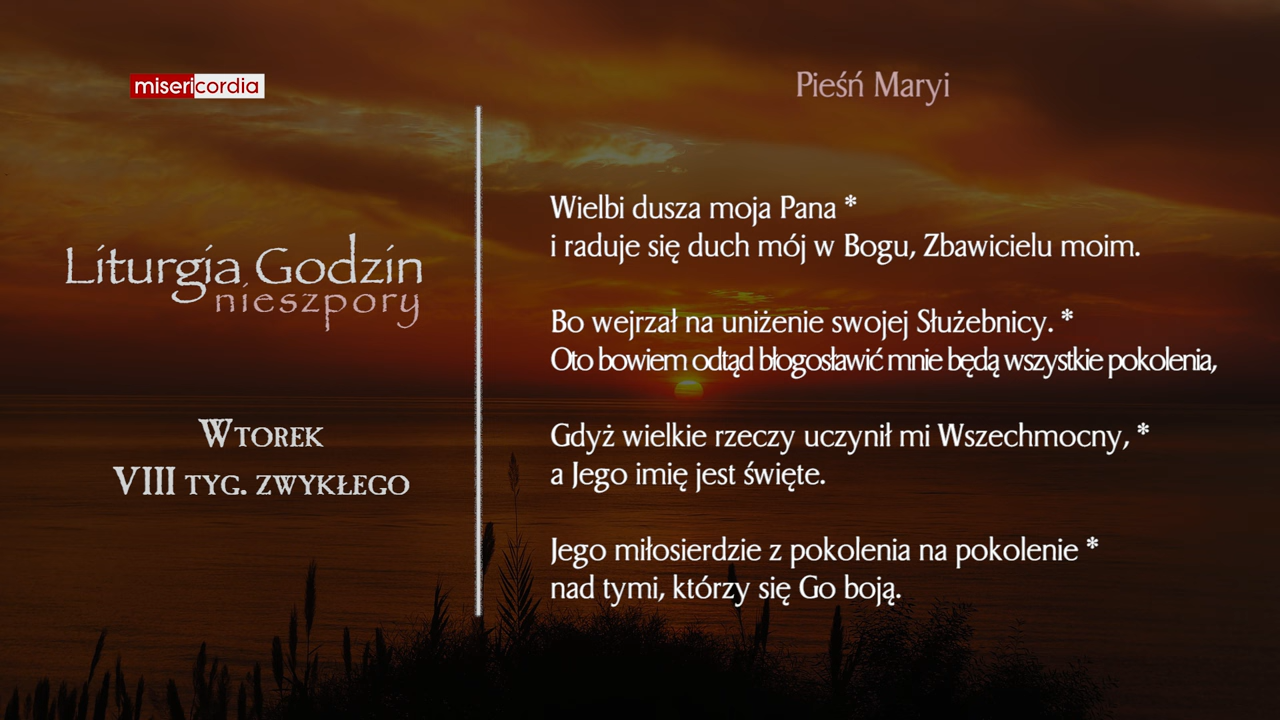 misericordia
Liturgia Godzin
nieszpory
Wtorek
VIII tyg. zwykłego
Pieśń Maryi
Wielbi dusza moja Pana *
i raduje się duch mój w Bogu, Zbawicielu moim.
Bo wejrzał na uniżenie swojej Służebnicy. *
Oto bowiem odtąd błogosławić mnie będą wszystkie pokolenia,
Gdyż wielkie rzeczy uczynił mi Wszechmocny, *
a Jego imię jest święte.
Jego miłosierdzie z pokolenia na pokolenie *
nad tymi, którzy się Go boją.